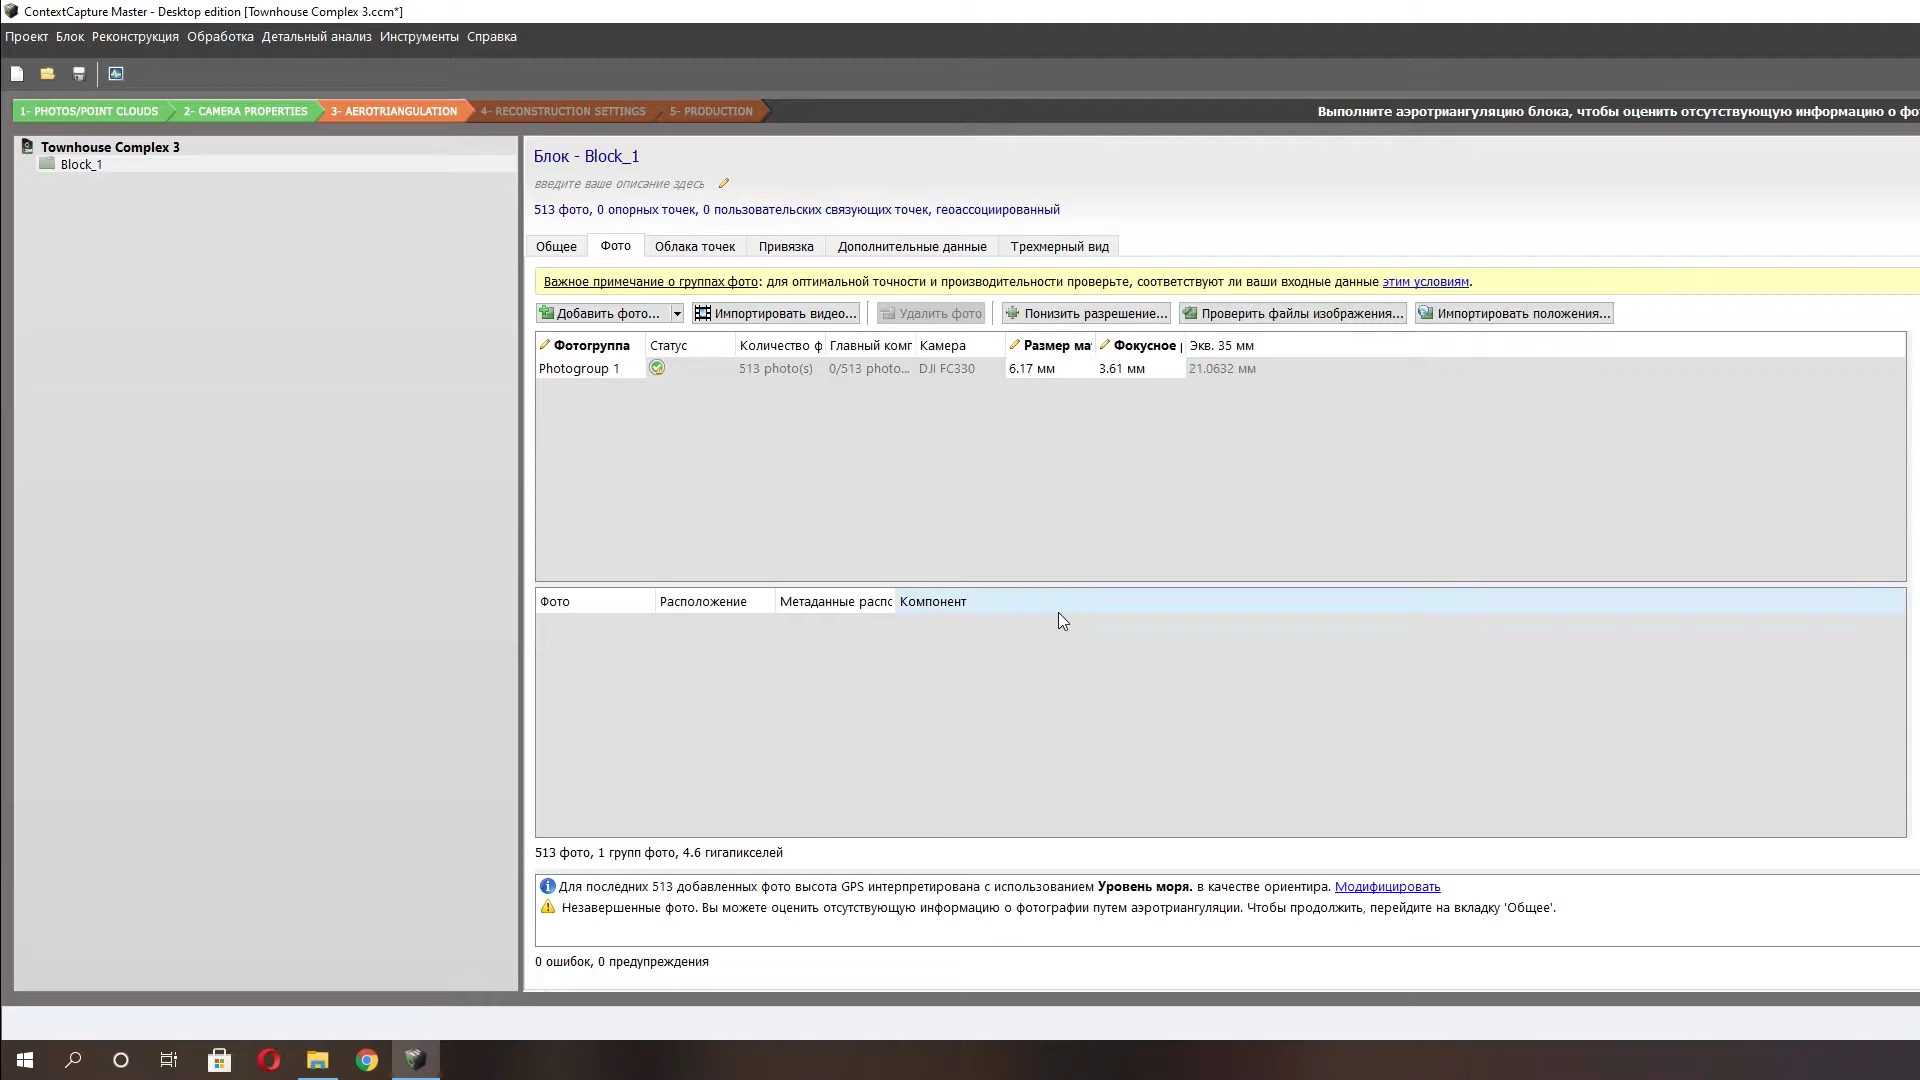 ContextCapture Master - Desktop edition [Townhouse Complex 3.ccm*]
Проект Блок Реконструкция Обработка Детальный анализ Инструменты Справка
1- PHOTOS/POINT CLOUDS 2- CAMERA PROPERTIES 3- AEROTRIANGULATION 4- RECONSTRUCTION SETTINGS 5- PRODUCTION Выполните аэротриангуляцию блока, чтобы оценить отсутствующую информацию о фо
Townhouse Complex 3
Block_1
Блок - Block_1
введите ваше описание здесь
513 фото, 0 опорных точек, 0 пользовательских связующих точек, геоассоциированный
Общее Фото Облака точек Привязка Дополнительные данные Трехмерный вид
Важное примечание о группах фото: для оптимальной точности и производительности проверьте, соответствуют ли ваши входные данные этим условиям.
Добавить фото... Импортировать видео... Удалить фото Понизить разрешение... Проверить файлы изображения... Импортировать положения...
Фотогруппа Статус Количество ф Главный комп Камера Размер ма Фокусное Экв. 35 мм
Photogroup 1 513 photo(s) 0/513 photo... DJI FC330 6.17 мм 3.61 мм 21.0632 мм
Фото Расположение Метаданные распо Компонент
513 фото, 1 групп фото, 4.6 гигапикселей
Для последних 513 добавленных фото высота GPS интерпретирована с использованием Уровень моря. в качестве ориентира. Модифицировать
Незавершенные фото. Вы можете оценить отсутствующую информацию о фотографии путем аэротриангуляции. Чтобы продолжить, перейдите на вкладку 'Общее'.
0 ошибок, 0 предупреждения